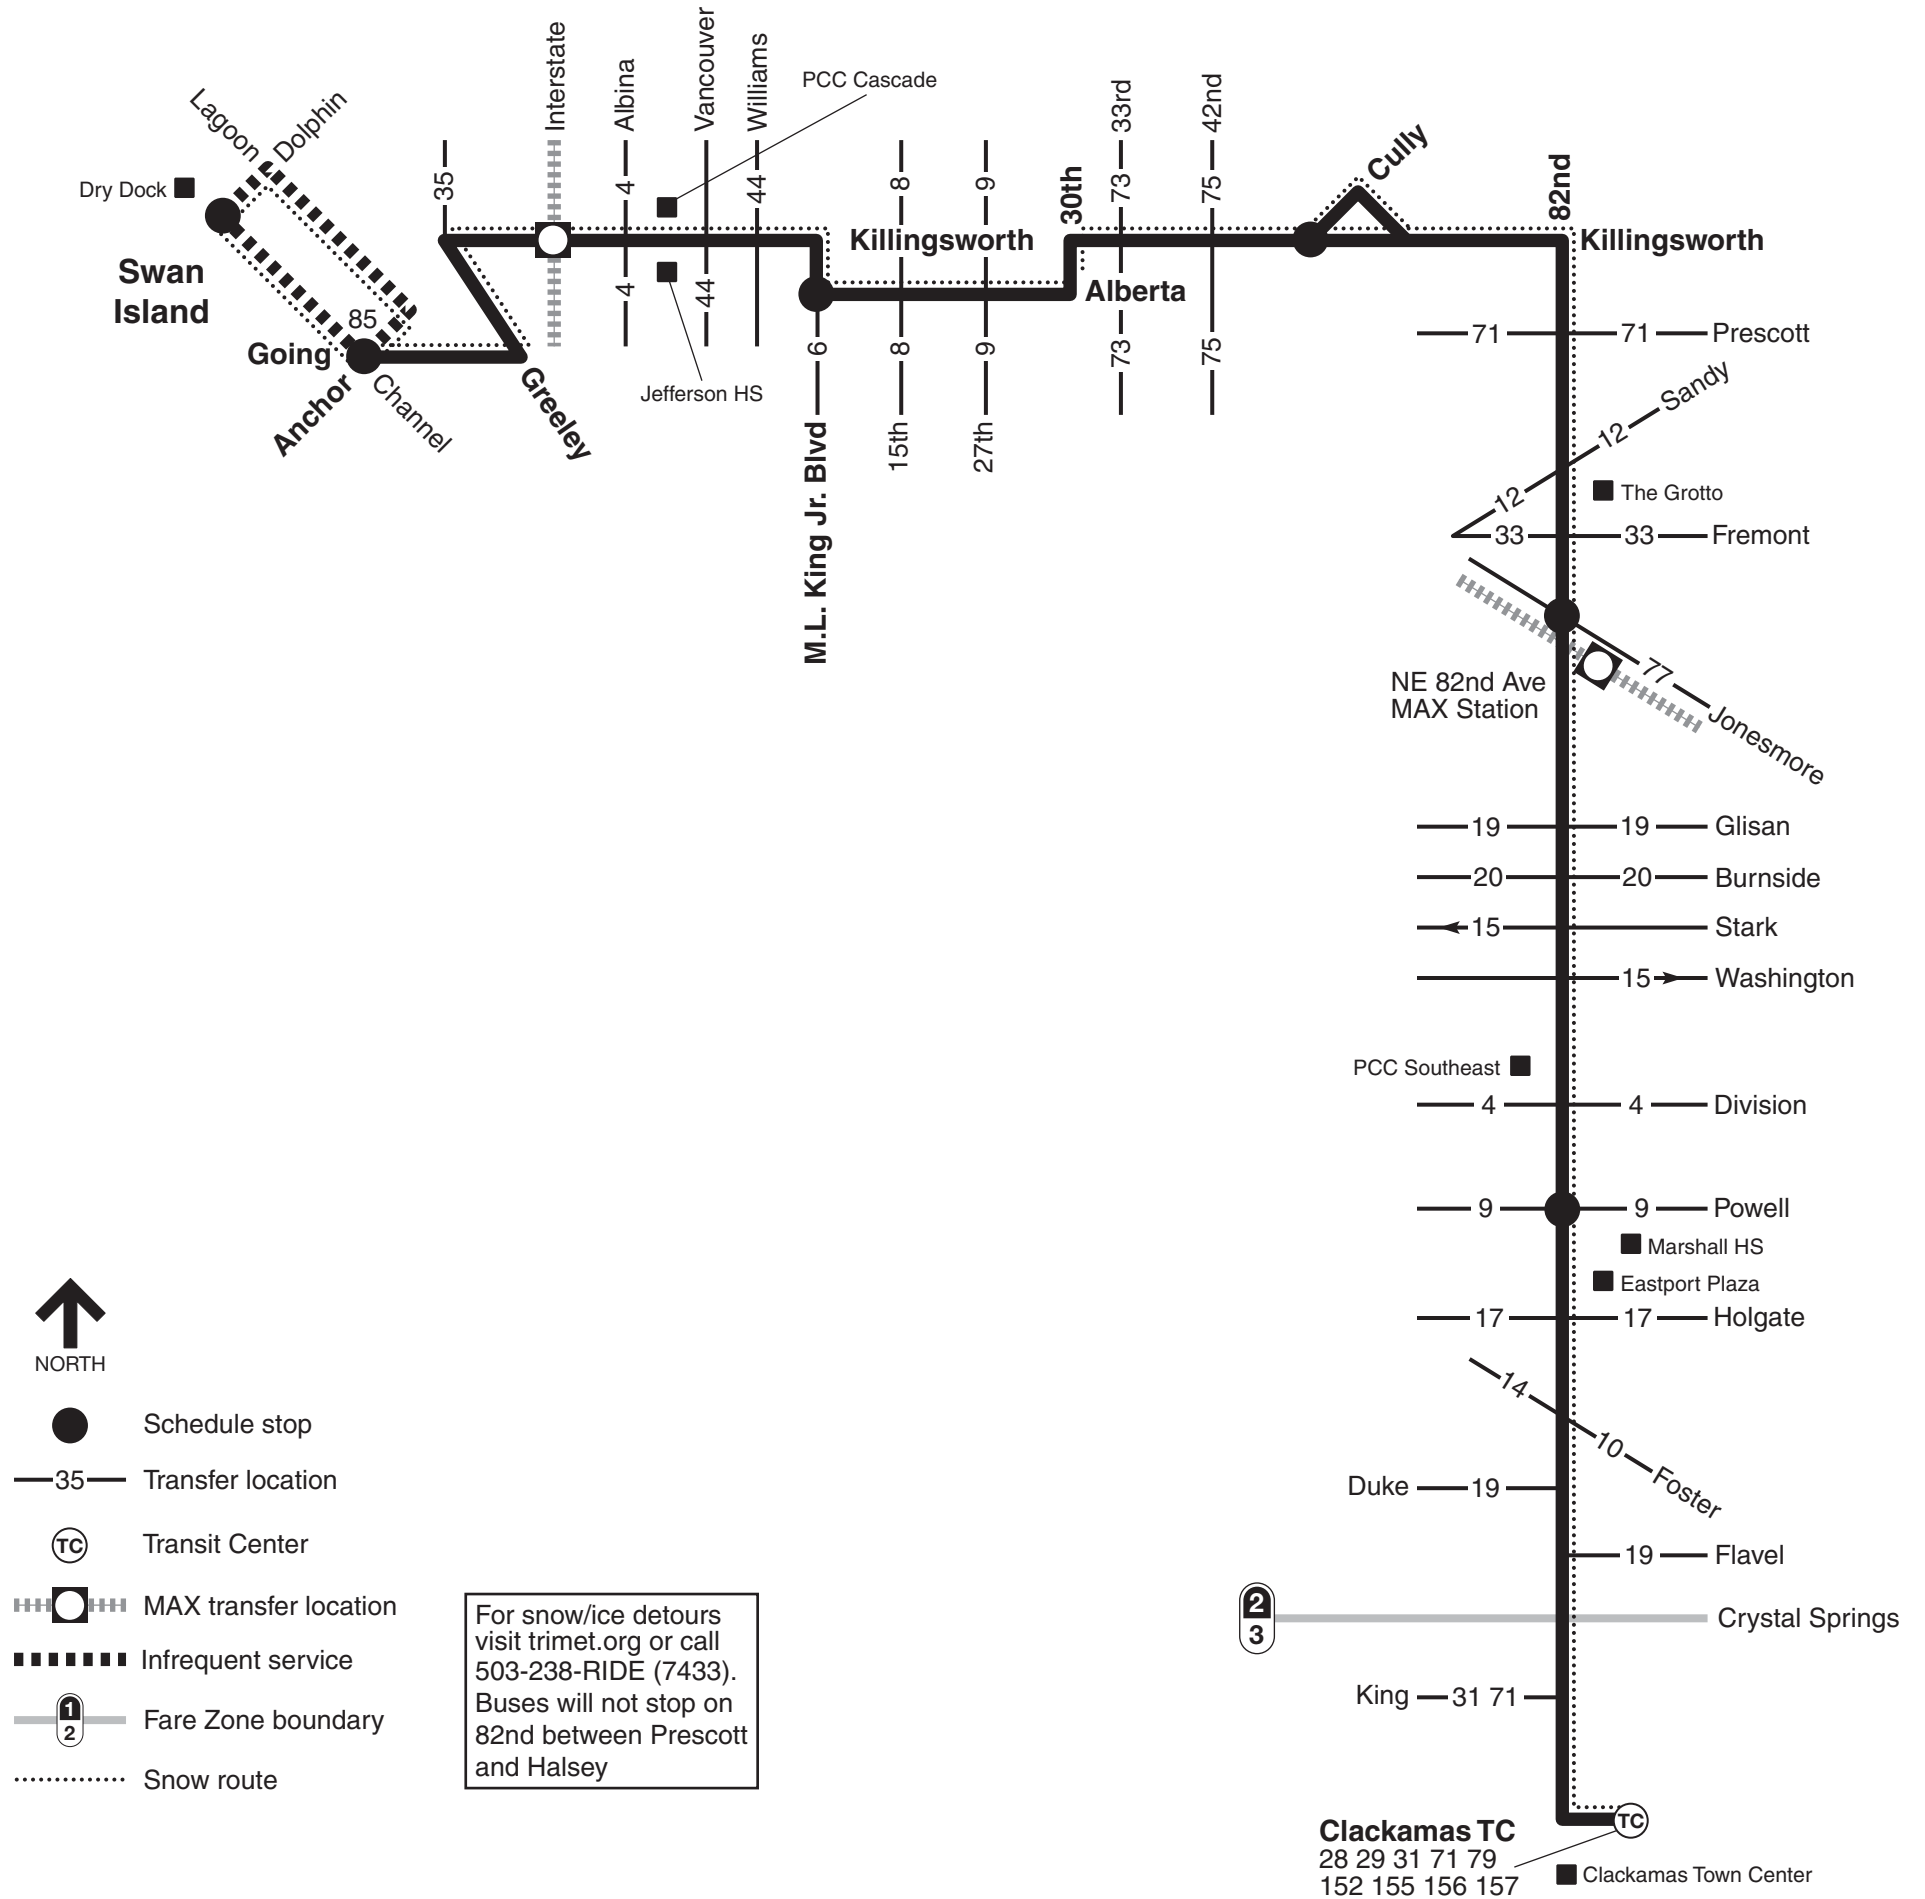 Lagoon
Dolphin
Dry Dock
Swan
Island
85
Going
Anchor
Channel
Greeley
35
Interstate
Albina
4
4
Vancouver
44
Williams
44
PCC Cascade
Jefferson HS
Killingsworth
6
M.L. King Jr. Blvd
8
8
15th
9
9
27th
30th
Alberta
33rd
73
73
42nd
75
75
Cully
82nd
Killingsworth
71
71
Prescott
Sandy
12
12
The Grotto
33
33
Fremont
77
Jonesmore
NE 82nd Ave
MAX Station
19
19
Glisan
20
20
Burnside
15
Stark
15
Washington
PCC Southeast
4
4
Division
9
9
Powell
Marshall HS
Eastport Plaza
17
17
Holgate
14
10
Foster
Duke
19
19
Flavel
2
3
Crystal Springs
King
31 71
TC
Clackamas TC
28 29 31 71 79
152 155 156 157
Clackamas Town Center
NORTH
Schedule stop
35
Transfer location
TC
Transit Center
MAX transfer location
Infrequent service
1
2
Fare Zone boundary
Snow route
For snow/ice detours
visit trimet.org or call
503-238-RIDE (7433).
Buses will not stop on
82nd between Prescott
and Halsey